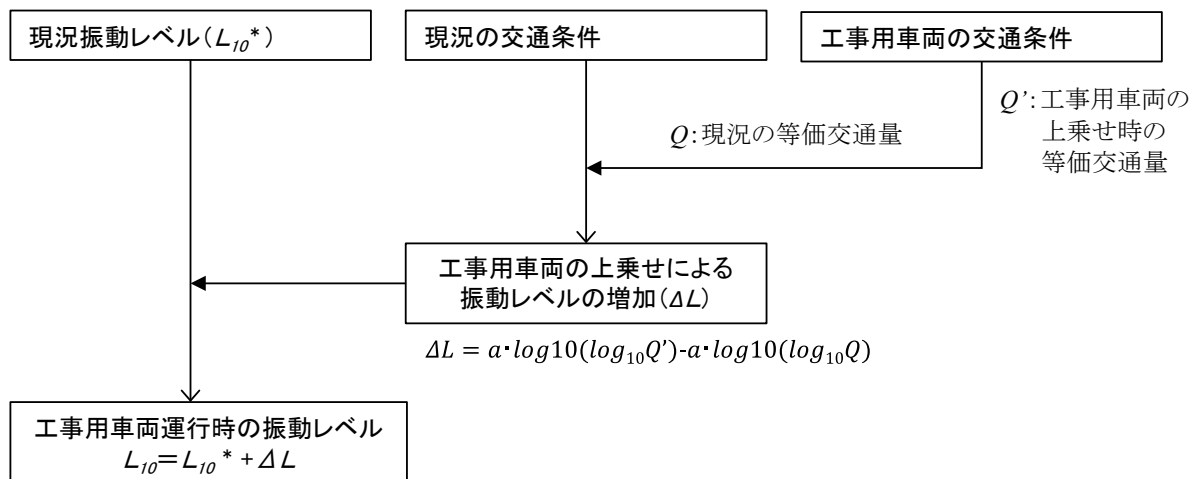 現況振動レベル(L10*)
現況の交通条件
工事用車両の交通条件
Q:現況の等価交通量
Q':工事用車両の
上乗せ時の
等価交通量
工事用車両の上乗せによる
振動レベルの増加(ΔL)
ΔL = a･log10(log10Q')-a･log10(log10Q)
工事用車両運行時の振動レベル
L10=L10*+ΔL